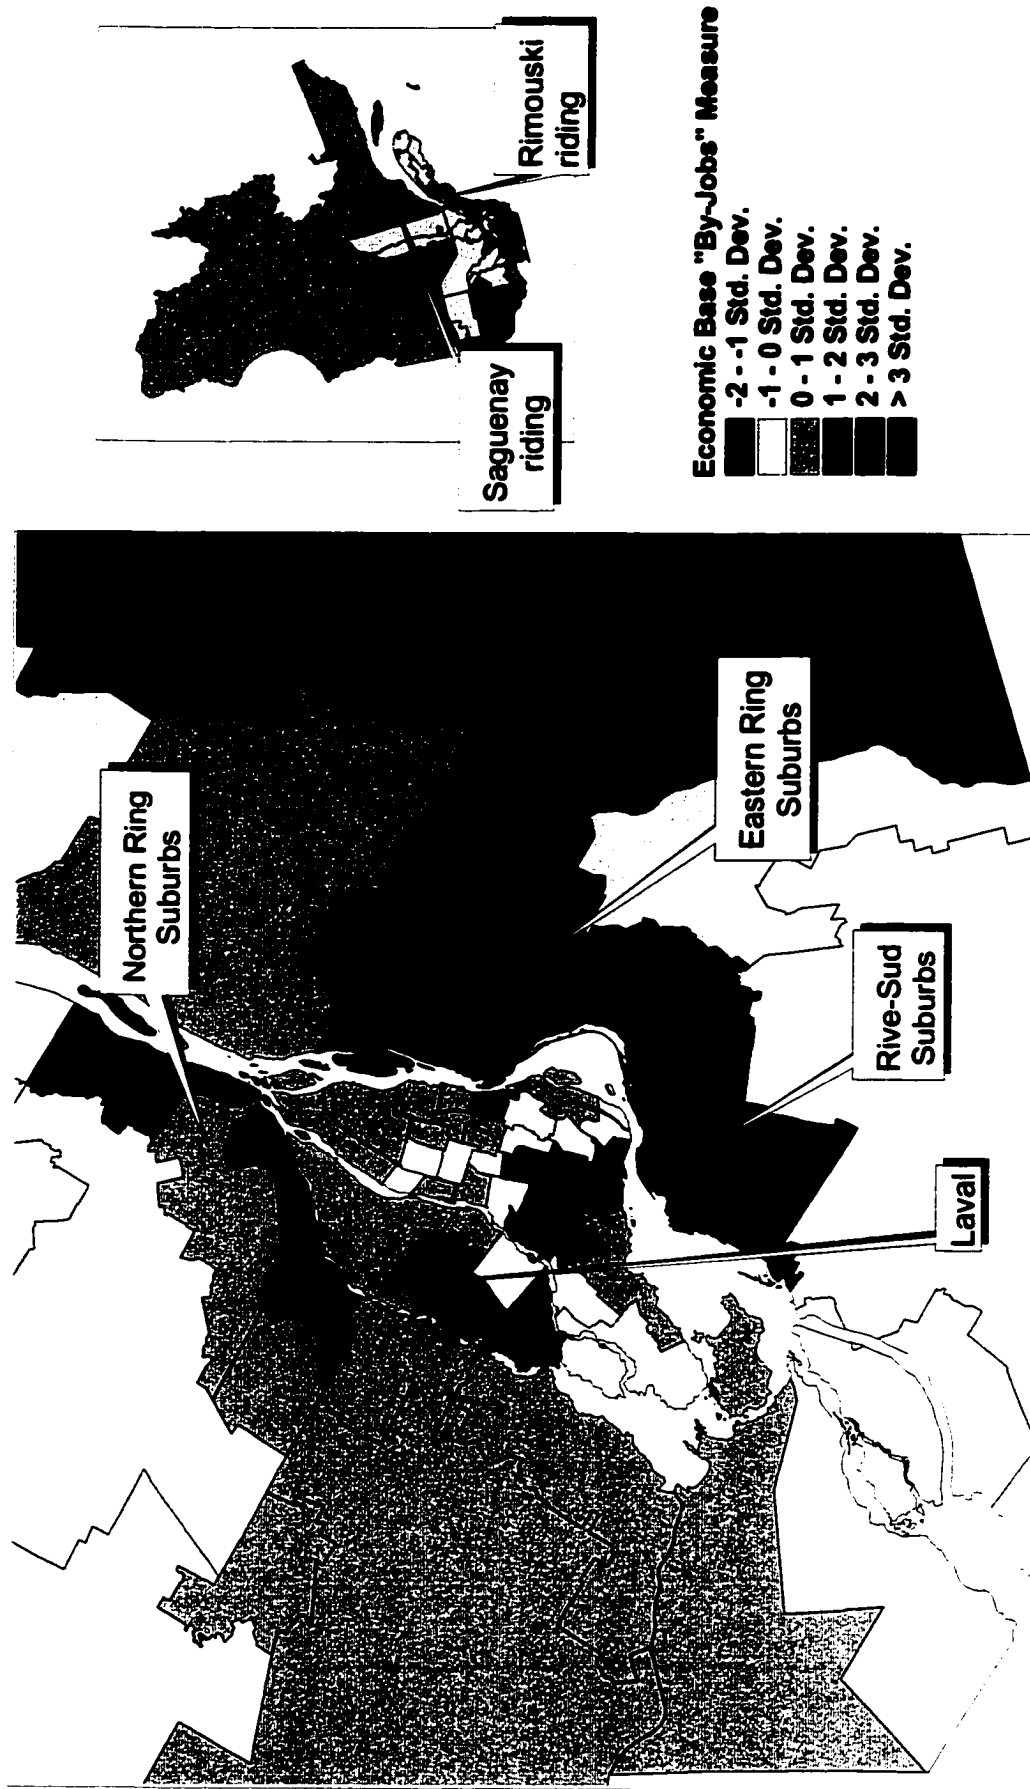 Northern Ring
Suburbs
Eastern Ring
Suburbs
Rive-Sud
Suburbs
Laval
Saguenay
riding
Rimouski
riding
Economic Base "By-Jobs" Measure
-2 - -1 Std. Dev.
-1 - 0 Std. Dev.
0 - 1 Std. Dev.
1 - 2 Std. Dev.
2 - 3 Std. Dev.
> 3 Std. Dev.